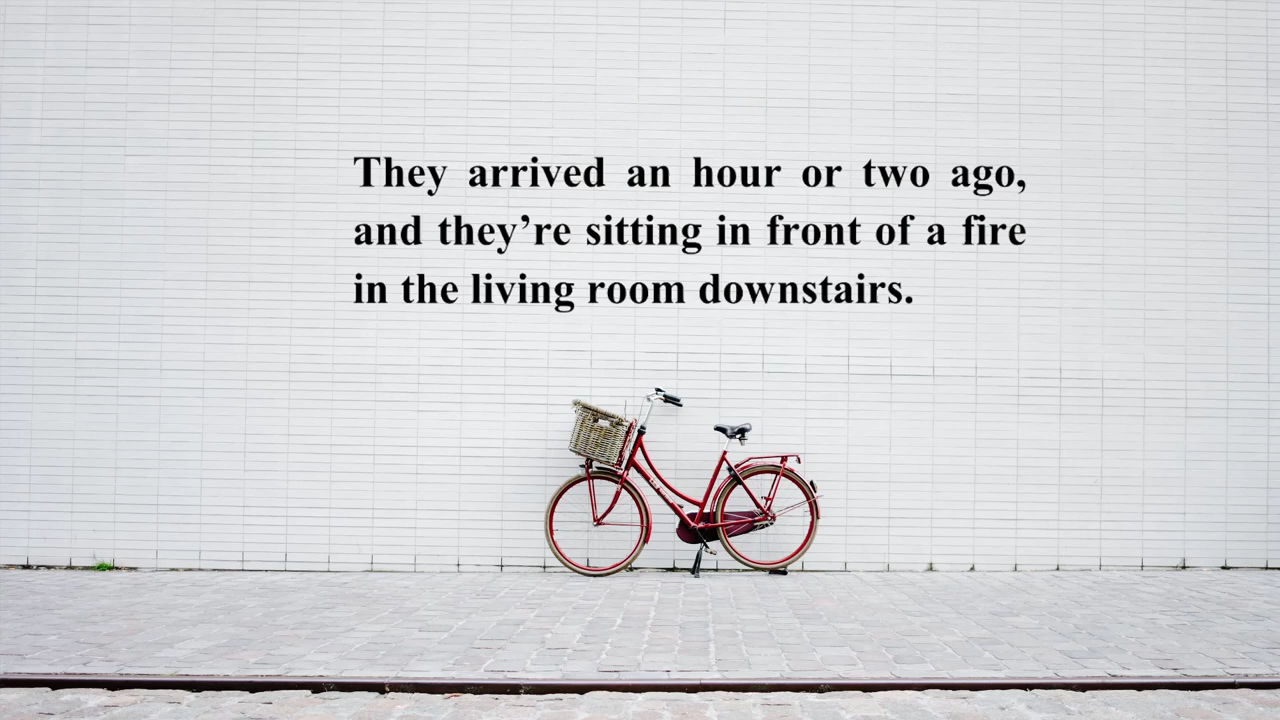 They arrived an hour or two ago,
and they’re sitting in front of a fire
in the living room downstairs.